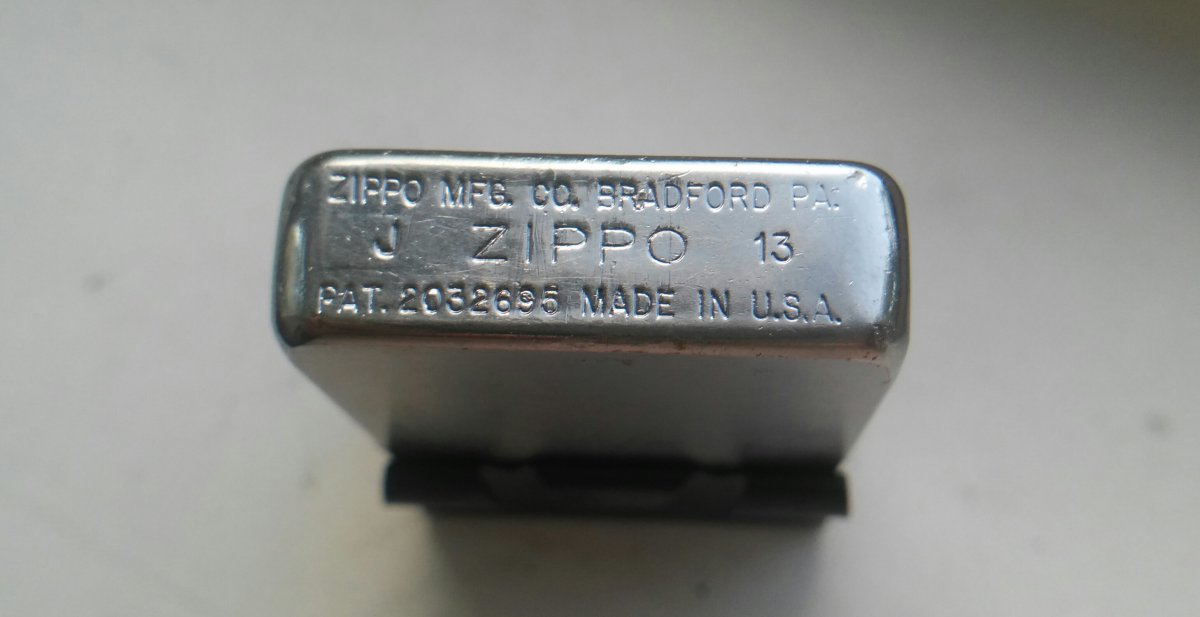 ZIPPO MFG. CO. BRADFORD PA.
J ZIPPO 13
PAT. 2032695 MADE IN U.S.A.